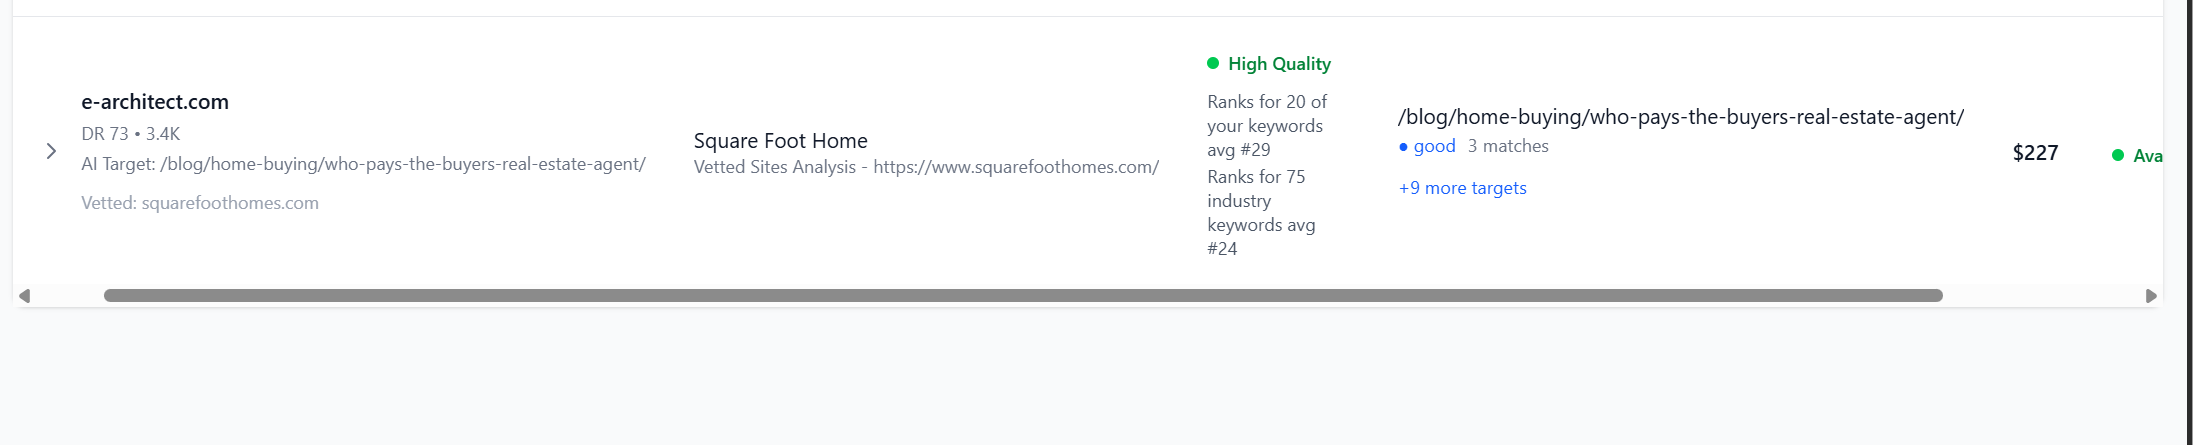 e-architect.com
DR 73 • 3.4K
AI Target: /blog/home-buying/who-pays-the-buyers-real-estate-agent/
Vetted: squarefoothomes.com
Square Foot Home
Vetted Sites Analysis - https://www.squarefoothomes.com/
High Quality
Ranks for 20 of
your keywords
avg #29
Ranks for 75
industry
keywords avg
#24
/blog/home-buying/who-pays-the-buyers-real-estate-agent/
• good 3 matches
+9 more targets
$227
Ava